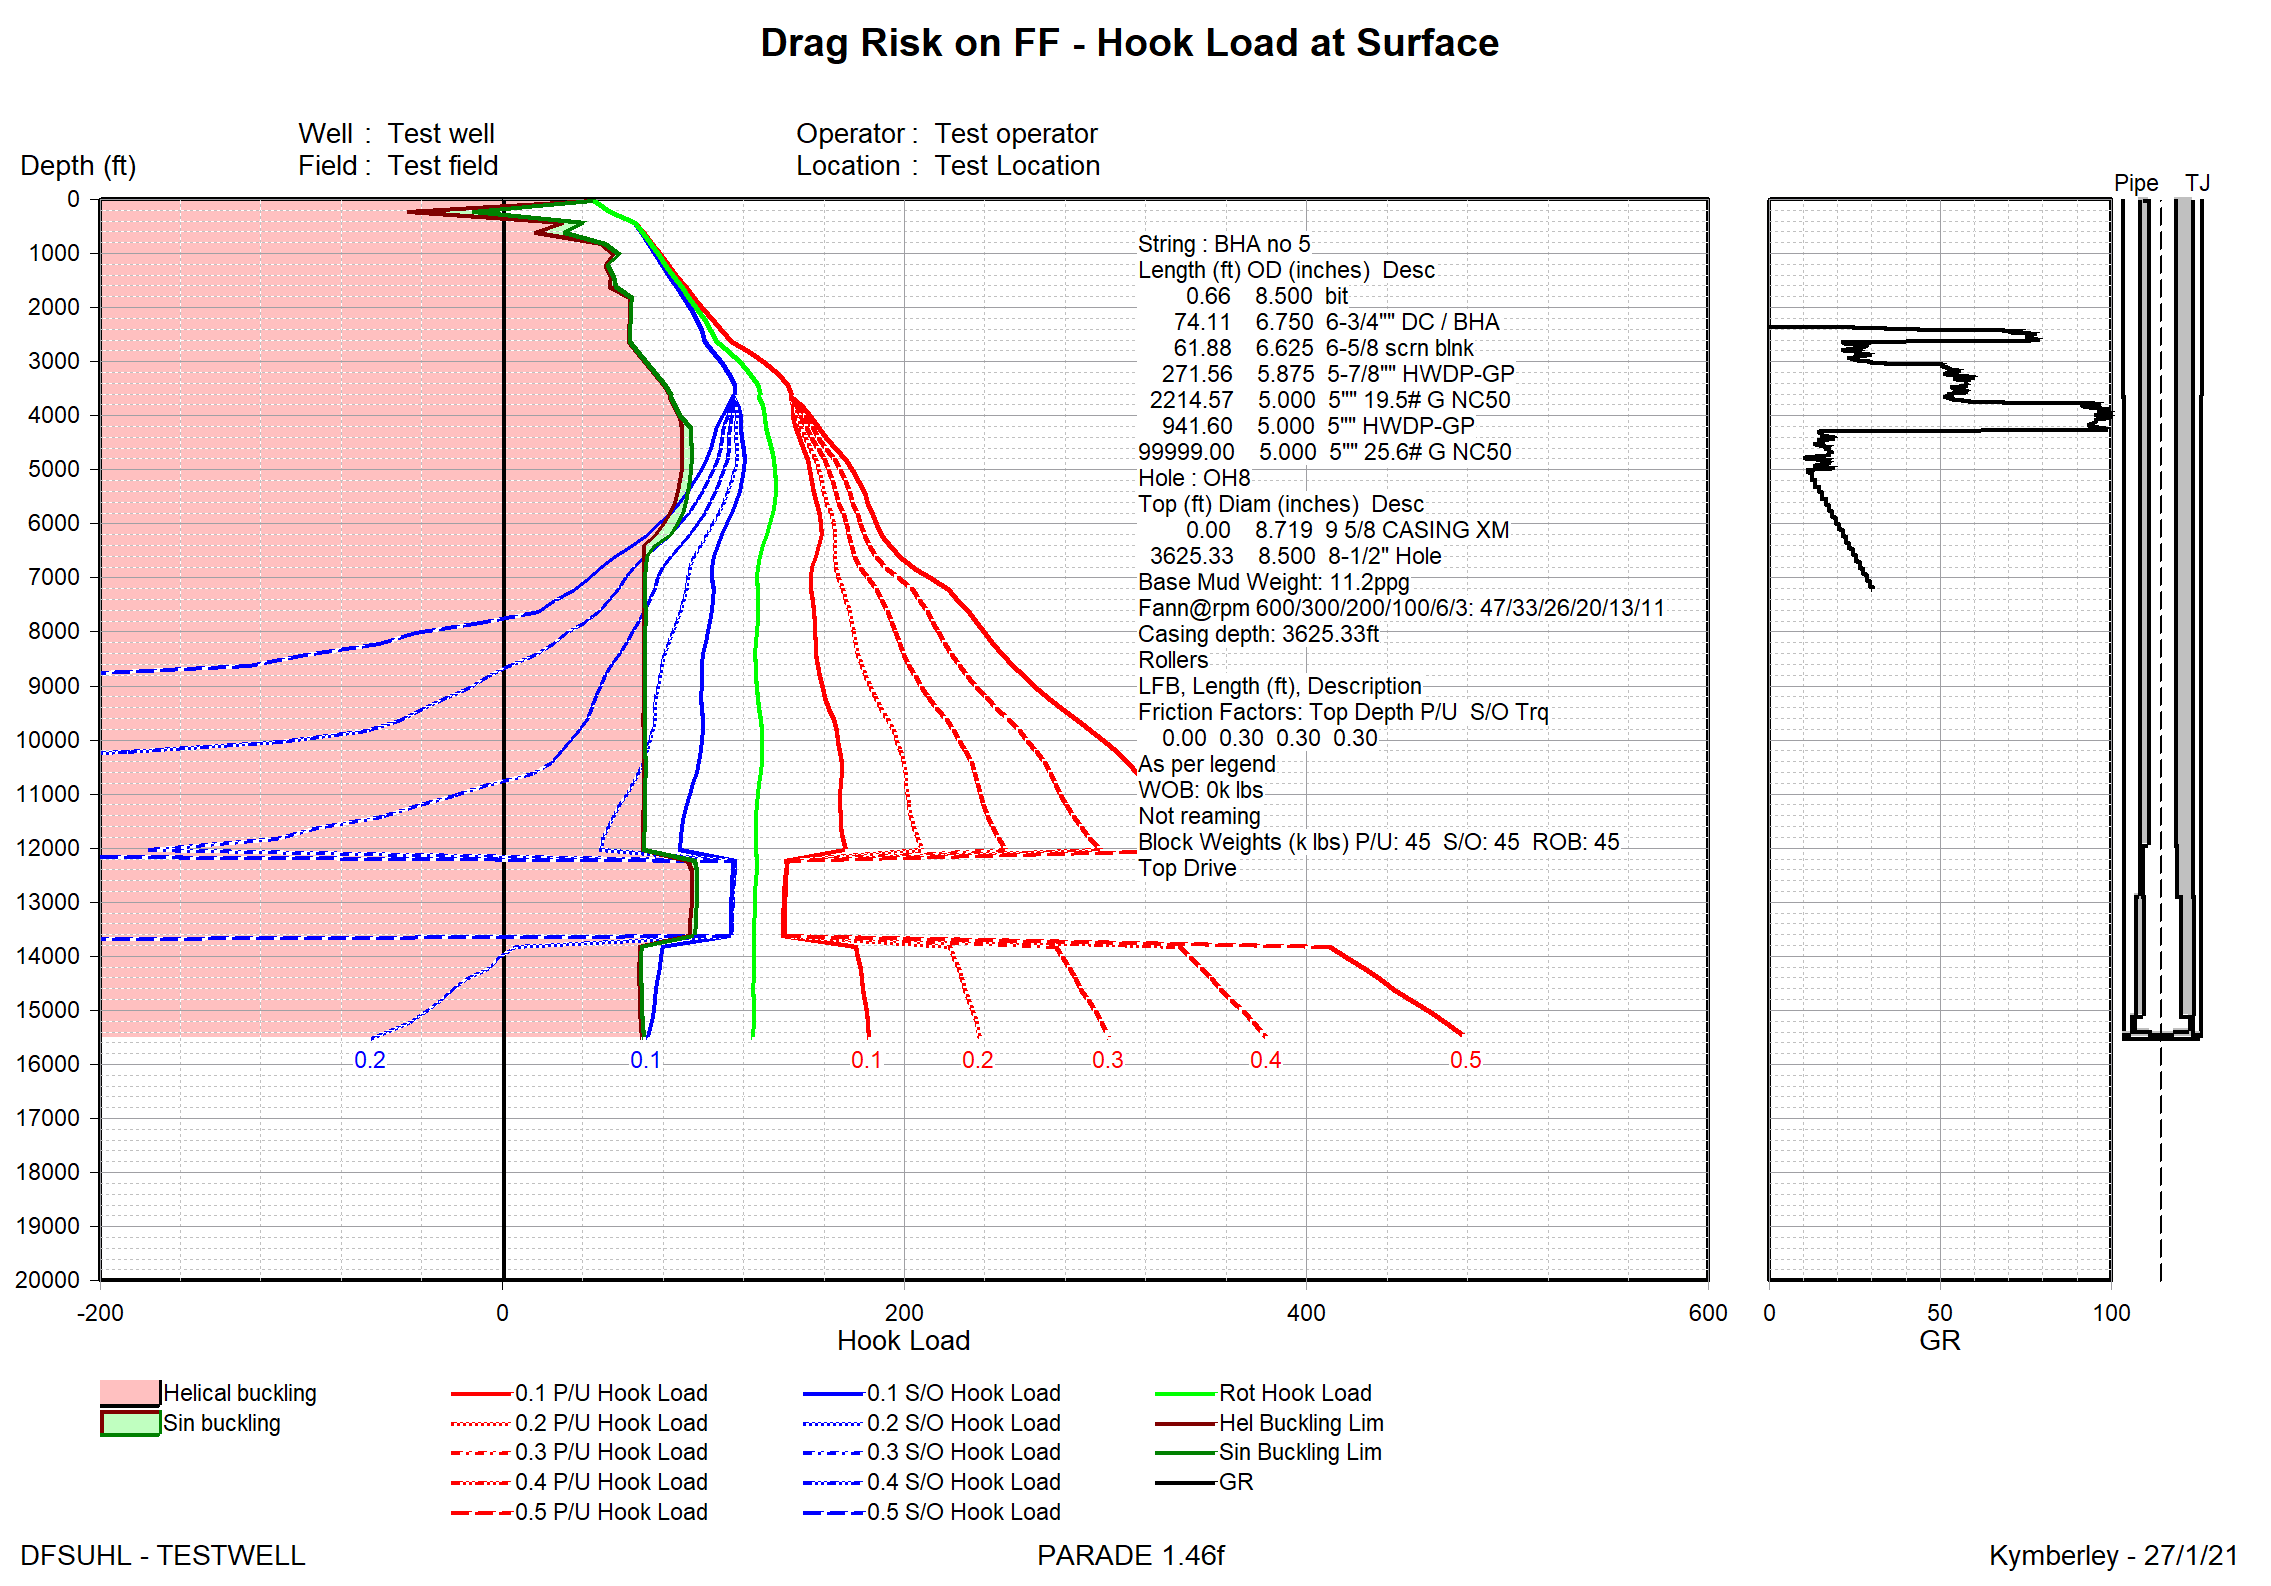 Drag Risk on FF - Hook Load at Surface
Well : Test well
Operator : Test operator
Depth (ft)
Field : Test field
Location : Test Location
Pipe TJ
0
1000
2000
3000
4000
5000
6000
7000
8000
9000
10000
11000
12000
13000
14000
15000
16000
17000
18000
19000
20000
String : BHA no 5
Length (ft) OD (inches) Desc
0.66 8.500 bit
74.11 6.750 6-3/4"" DC / BHA
61.88 6.625 6-5/8 scrn blnk
271.56 5.875 5-7/8"" HWDP-GP
2214.57 5.000 5"" 19.5# G NC50
941.60 5.000 5"" HWDP-GP
99999.00 5.000 5"" 25.6# G NC50
Hole : OH8
Top (ft) Diam (inches) Desc
0.00 8.719 9 5/8 CASING XM
3625.33 8.500 8-1/2" Hole
Base Mud Weight: 11.2ppg
Fann@rpm 600/300/200/100/6/3: 47/33/26/20/13/11
Casing depth: 3625.33ft
Rollers
LFB, Length (ft), Description
Friction Factors: Top Depth P/U S/O Trq
0.00 0.30 0.30 0.30
As per legend
WOB: 0k lbs
Not reaming
Block Weights (k lbs) P/U: 45 S/O: 45 ROB: 45
Top Drive
0.2 0.1 0.1 0.2 0.3 0.4 0.5
-200 0 200 400 600
Hook Load
0 50 100
GR
Helical buckling
Sin buckling
0.1 P/U Hook Load
0.2 P/U Hook Load
0.3 P/U Hook Load
0.4 P/U Hook Load
0.5 P/U Hook Load
0.1 S/O Hook Load
0.2 S/O Hook Load
0.3 S/O Hook Load
0.4 S/O Hook Load
0.5 S/O Hook Load
Rot Hook Load
Hel Buckling Lim
Sin Buckling Lim
GR
DFSUHL - TESTWELL
PARADE 1.46f
Kymberley - 27/1/21